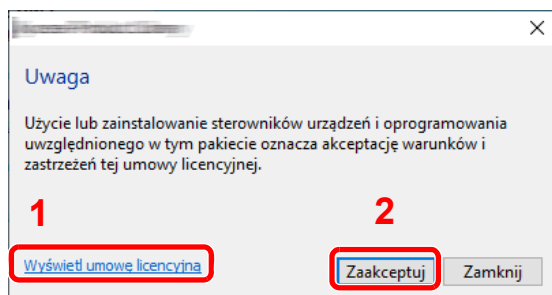 Uwaga
Użycie lub zainstalowanie sterowników urządzeń i oprogramowania
uwzględnionego w tym pakiecie oznacza akceptację warunków i
zastrzeżeń tej umowy licencyjnej.
1
2
Wyświetl umowę licencyjną
Zaakceptuj
Zamknij